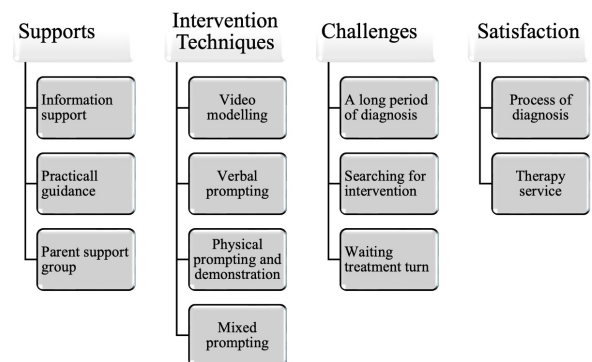 Supports
Information
support
Practicall
guidance
Parent support
group
Intervention
Techniques
Video
modelling
Verbal
prompting
Physical
prompting and
demonstration
Mixed
prompting
Challenges
A long period
of diagnosis
Searching for
intervention
Waiting
treatment turn
Satisfaction
Process of
diagnosis
Therapy
service